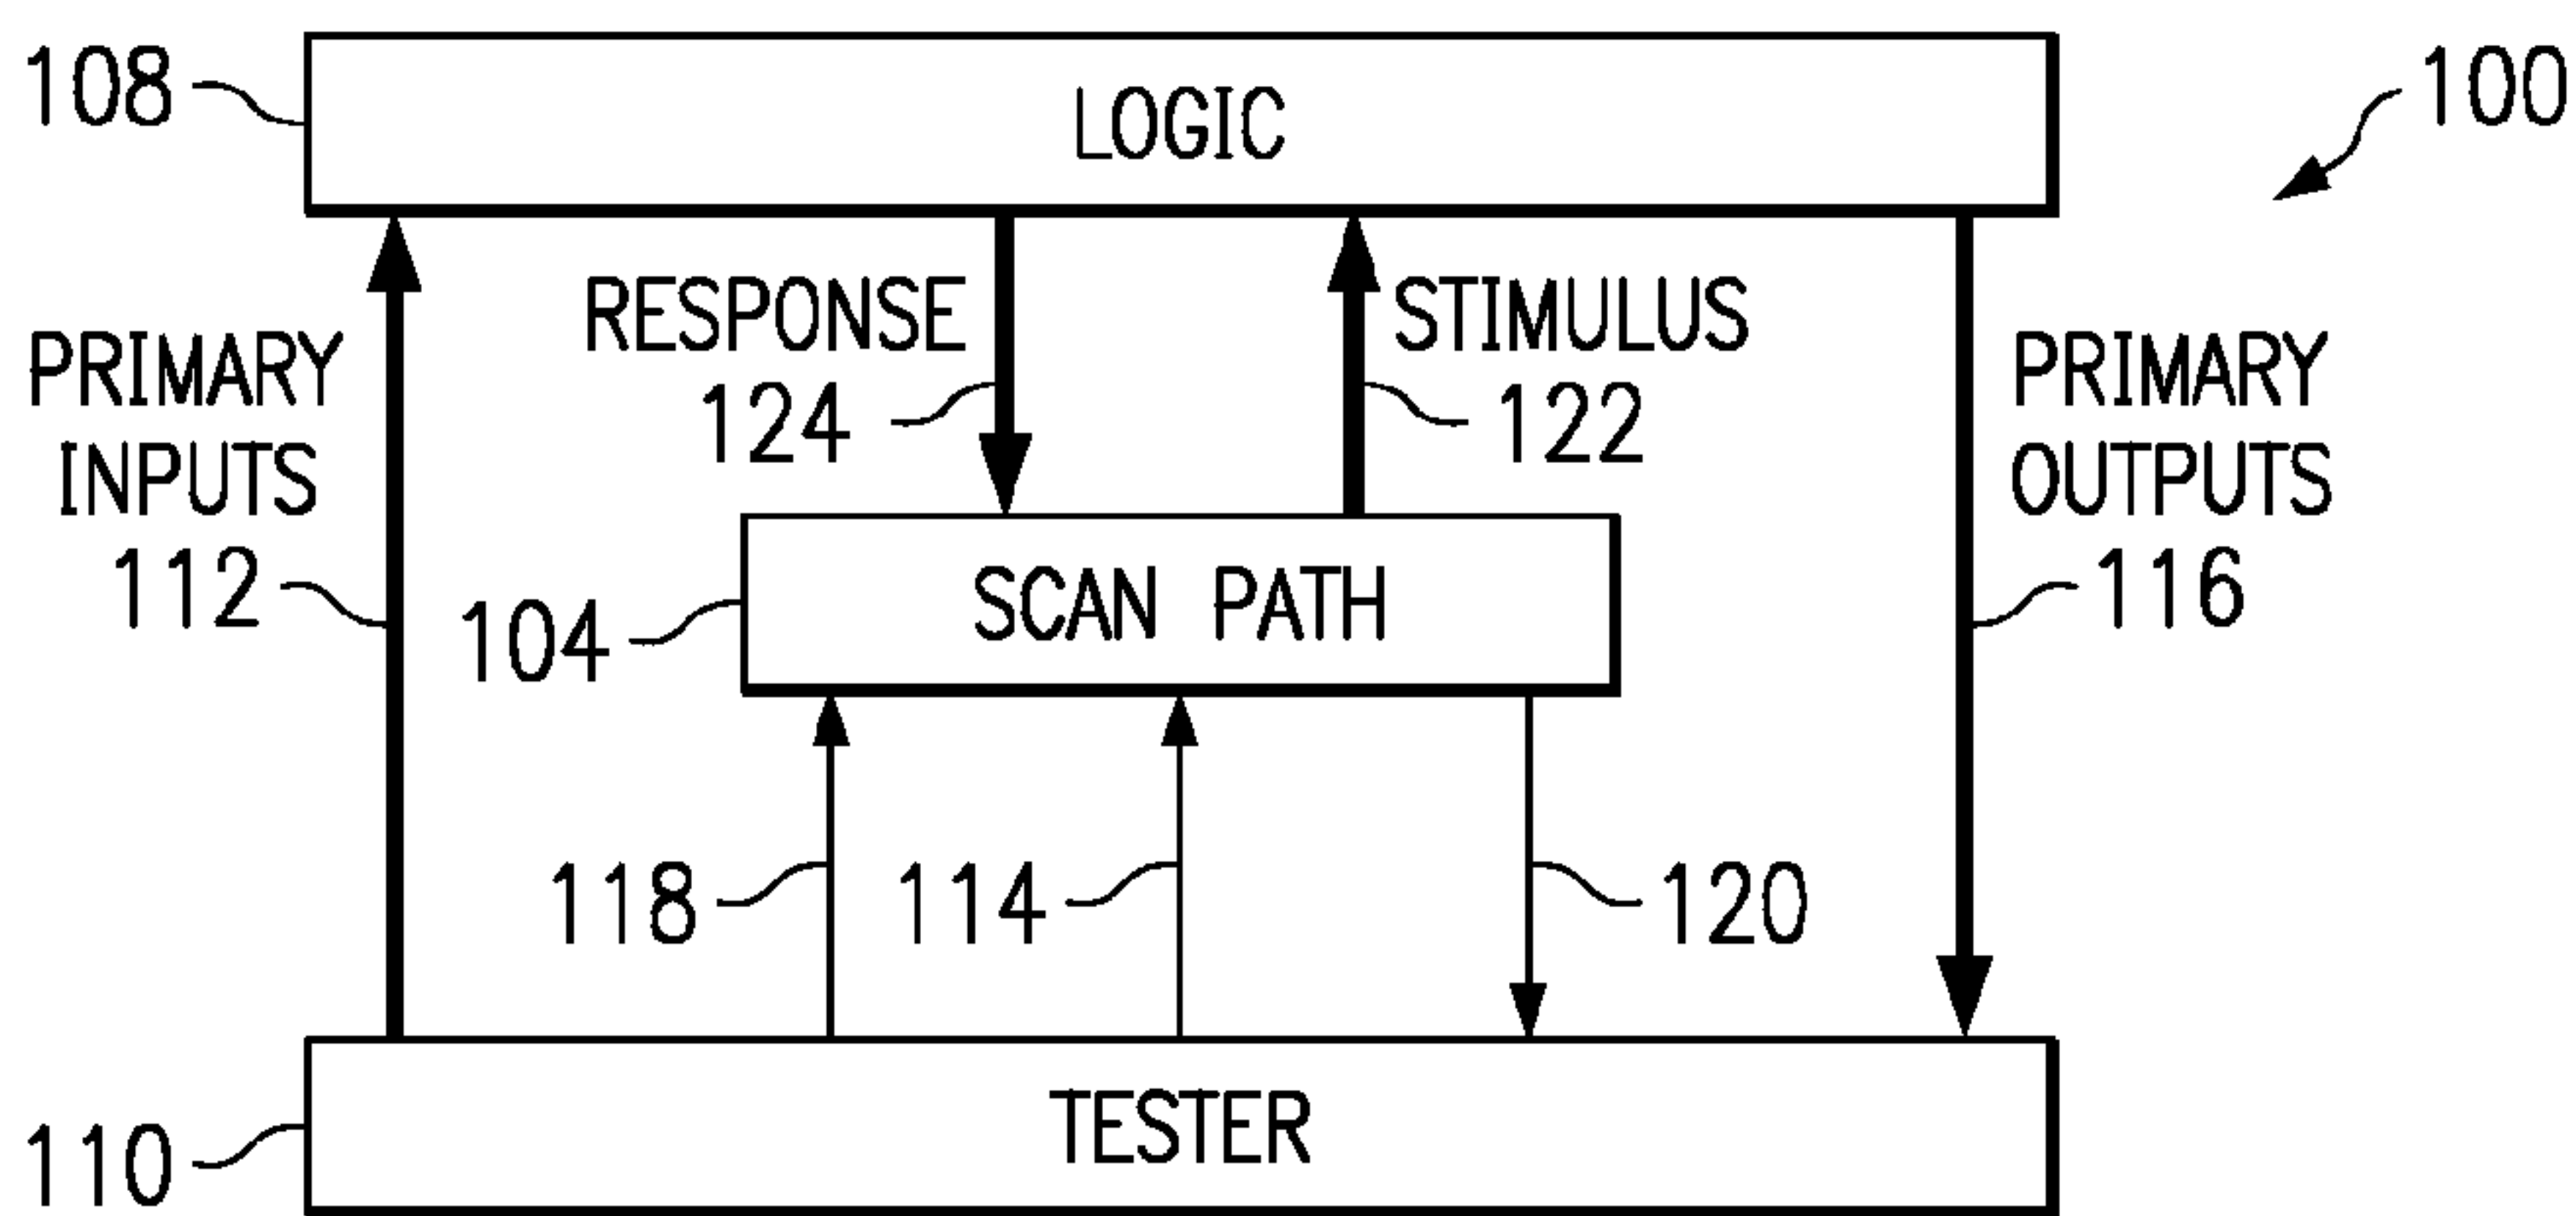 108
LOGIC
100
PRIMARY
INPUTS
112
RESPONSE
124
STIMULUS
122
PRIMARY
OUTPUTS
116
104
SCAN PATH
118
114
120
110
TESTER